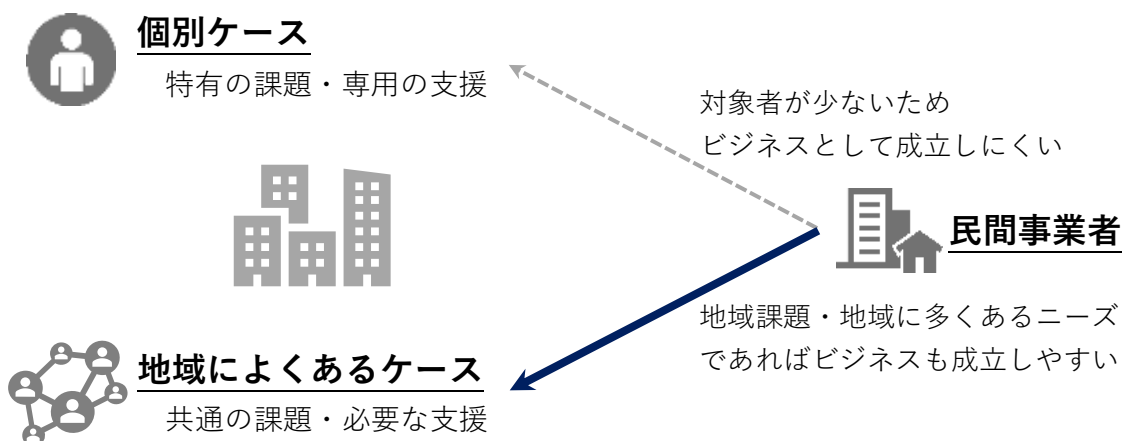 個別ケース
特有の課題・専用の支援
対象者が少ないため
ビジネスとして成立しにくい
民間事業者
地域課題・地域に多くあるニーズ
であればビジネスも成立しやすい
地域によくあるケース
共通の課題・必要な支援